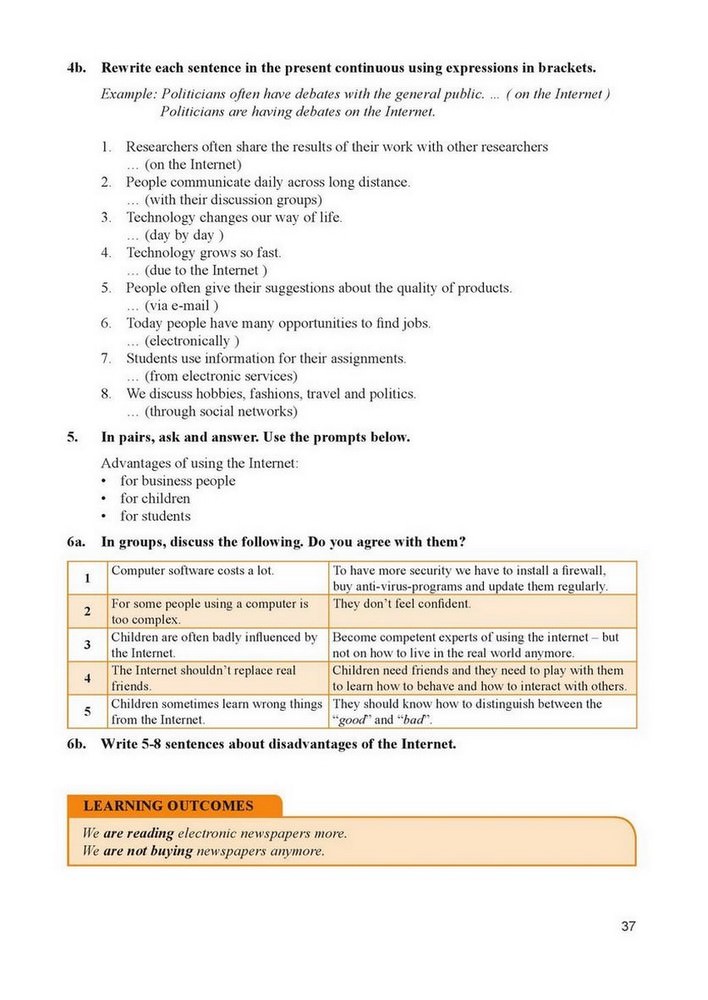 4b. Rewrite each sentence in the present continuous using expressions in brackets.
Example: Politicians often have debates with the general public. … ( on the Internet )
Politicians are having debates on the Internet.
1. Researchers often share the results of their work with other researchers
… (on the Internet)
2. People communicate daily across long distance.
… (with their discussion groups)
3. Technology changes our way of life.
… (day by day )
4. Technology grows so fast.
… (due to the Internet )
5. People often give their suggestions about the quality of products.
… (via e-mail )
6. Today people have many opportunities to find jobs.
… (electronically )
7. Students use information for their assignments.
… (from electronic services)
8. We discuss hobbies, fashions, travel and politics.
… (through social networks)
5. In pairs, ask and answer. Use the prompts below.
Advantages of using the Internet:
• for business people
• for children
• for students
6a. In groups, discuss the following. Do you agree with them?
1
Computer software costs a lot.
To have more security we have to install a firewall,
buy anti-virus-programs and update them regularly.
2
For some people using a computer is
too complex.
They don't feel confident.
3
Children are often badly influenced by
the Internet.
Become competent experts of using the internet – but
not on how to live in the real world anymore.
4
The Internet shouldn't replace real
friends.
Children need friends and they need to play with them
to learn how to behave and how to interact with others.
5
Children sometimes learn wrong things
from the Internet.
They should know how to distinguish between the
"good" and "bad".
6b. Write 5-8 sentences about disadvantages of the Internet.
LEARNING OUTCOMES
We are reading electronic newspapers more.
We are not buying newspapers anymore.
37